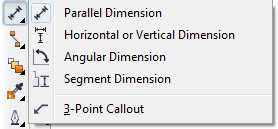 Parallel Dimension
Horizontal or Vertical Dimension
Angular Dimension
Segment Dimension
3-Point Callout